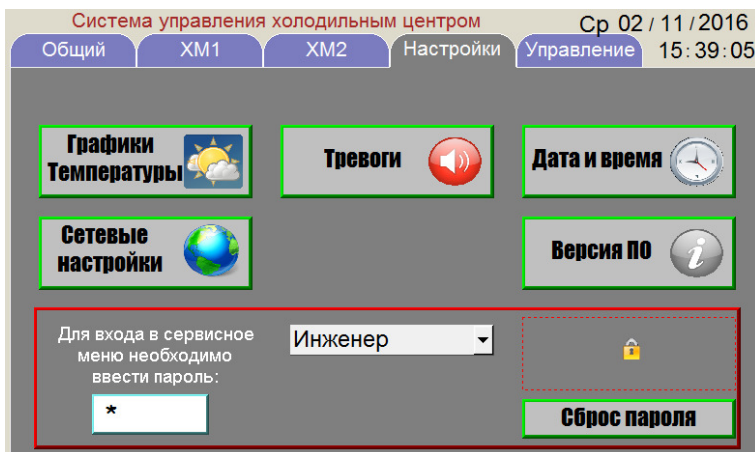 Система управления холодильным центром
Ср 02 / 11 / 2016
Общий ХМ1 ХМ2 Настройки Управление 15:39:05
Графики
Температуры
Тревоги
Дата и время
Сетевые
настройки
Версия ПО
Для входа в сервисное
меню необходимо
ввести пароль:
Инженер
*
Сброс пароля